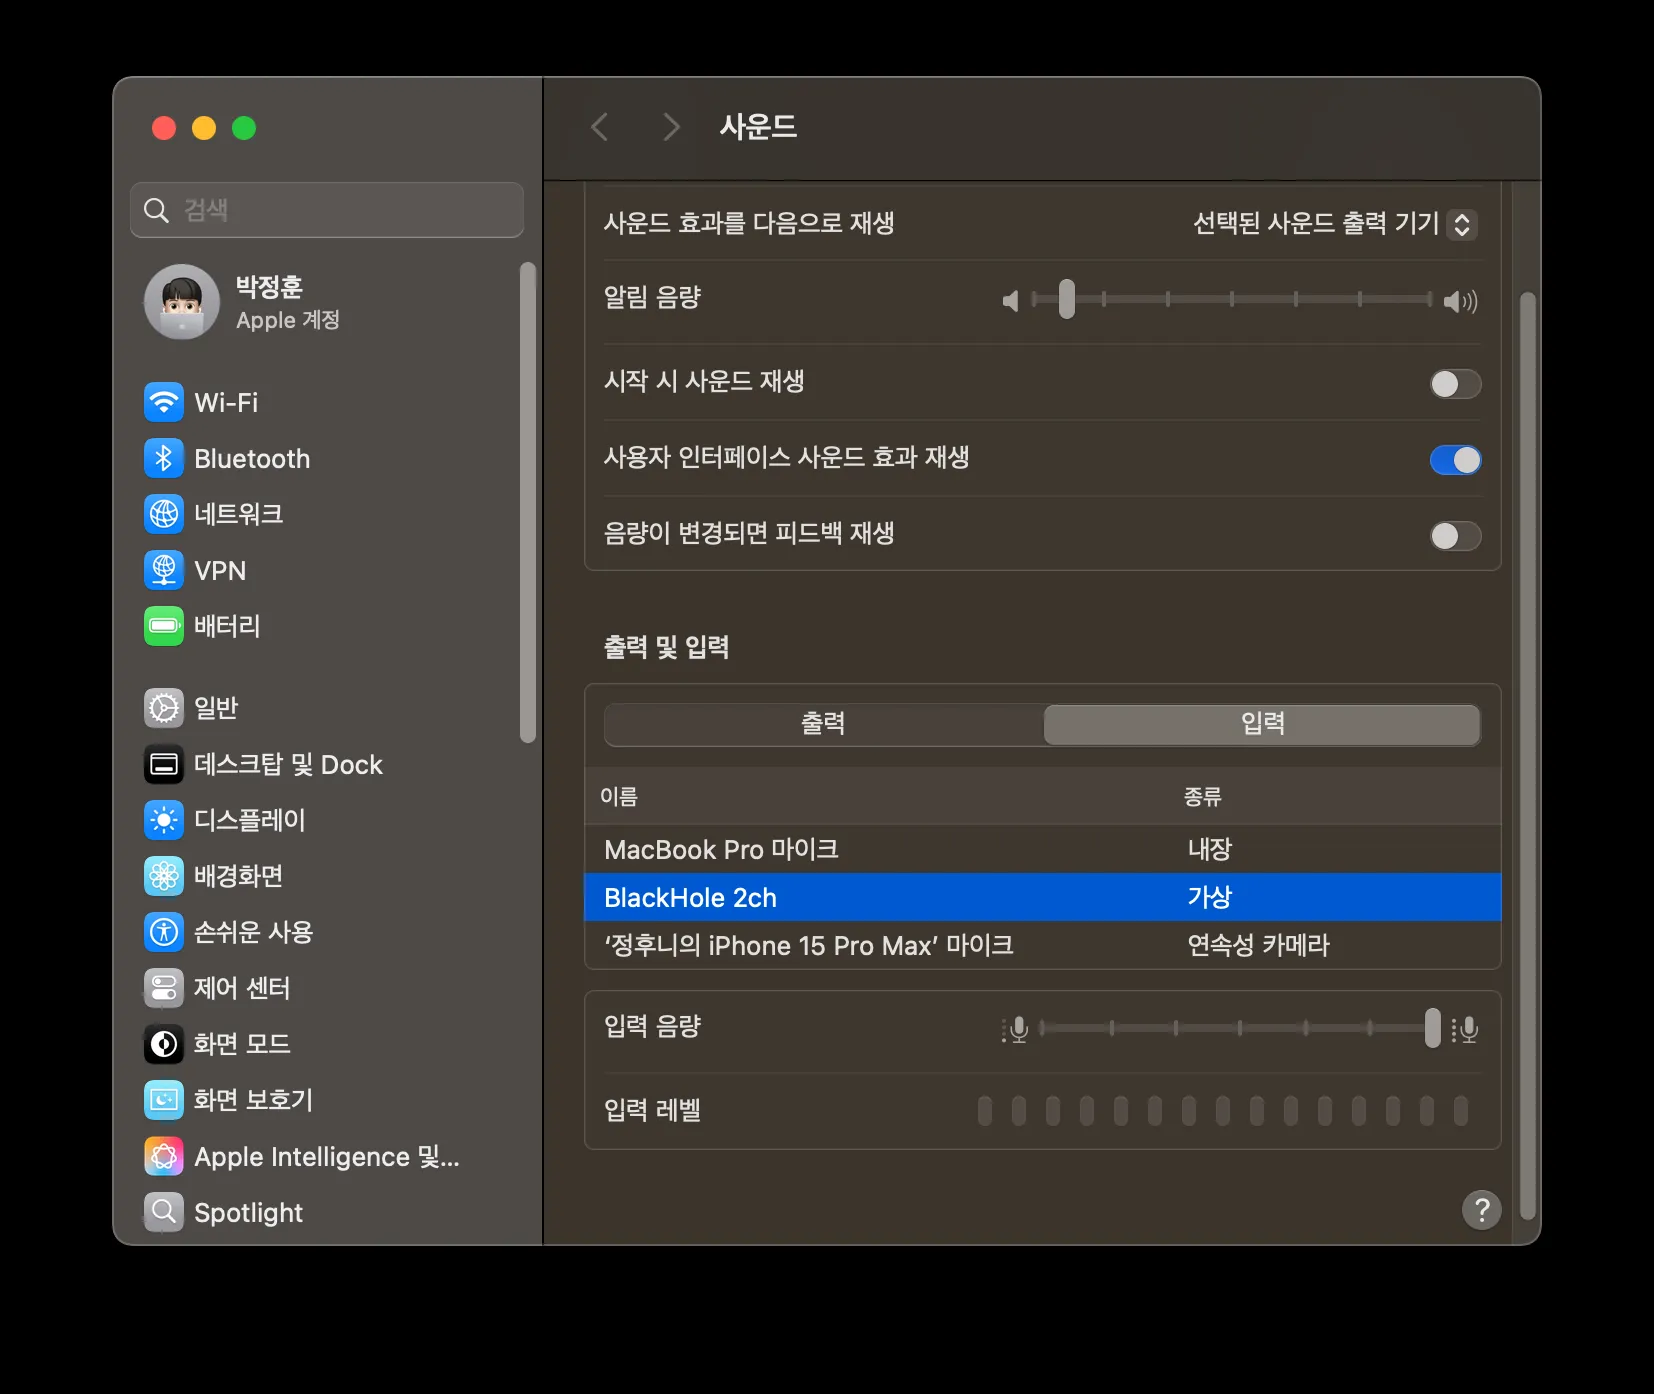 사운드
검색
박정훈
Apple 계정
Wi-Fi
Bluetooth
네트워크
VPN
배터리
일반
데스크탑 및 Dock
디스플레이
배경화면
손쉬운 사용
제어 센터
화면 모드
화면 보호기
Apple Intelligence 및...
Spotlight
사운드 효과를 다음으로 재생 선택된 사운드 출력 기기
알림 음량
시작 시 사운드 재생
사용자 인터페이스 사운드 효과 재생
음량이 변경되면 피드백 재생
출력 및 입력
출력 입력
이름 종류
MacBook Pro 마이크 내장
BlackHole 2ch 가상
‘정후니의 iPhone 15 Pro Max’ 마이크 연속성 카메라
입력 음량
입력 레벨
?